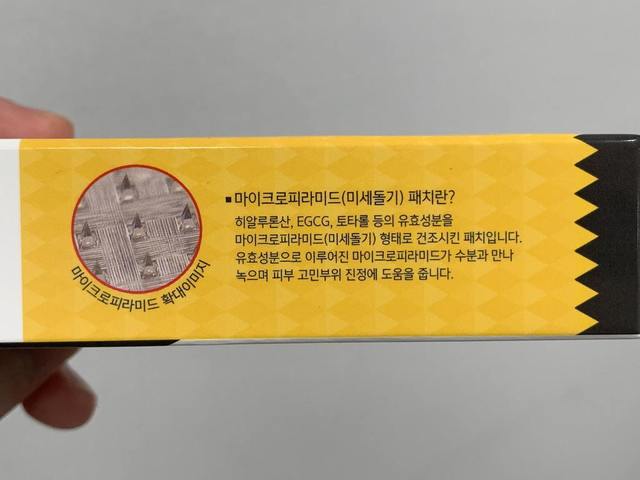 마이크로피라미드 확대이미지
■ 마이크로피라미드(미세돌기) 패치란?
히알루론산, EGCG, 토타롤 등의 유효성분을
마이크로피라미드(미세돌기) 형태로 건조시킨 패치입니다.
유효성분으로 이루어진 마이크로피라미드가 수분과 만나
녹으며 피부 고민부위 진정에 도움을 줍니다.